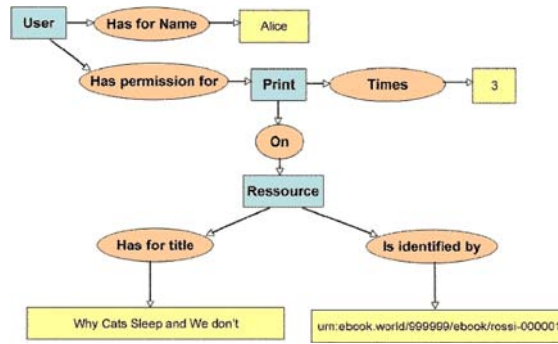 User
Has for Name
Alice
Has permission for
Print
Times
3
On
Ressource
Has for title
Is identified by
Why Cats Sleep and We don't
urn:ebook.world/999999/ebook/rossi-000001